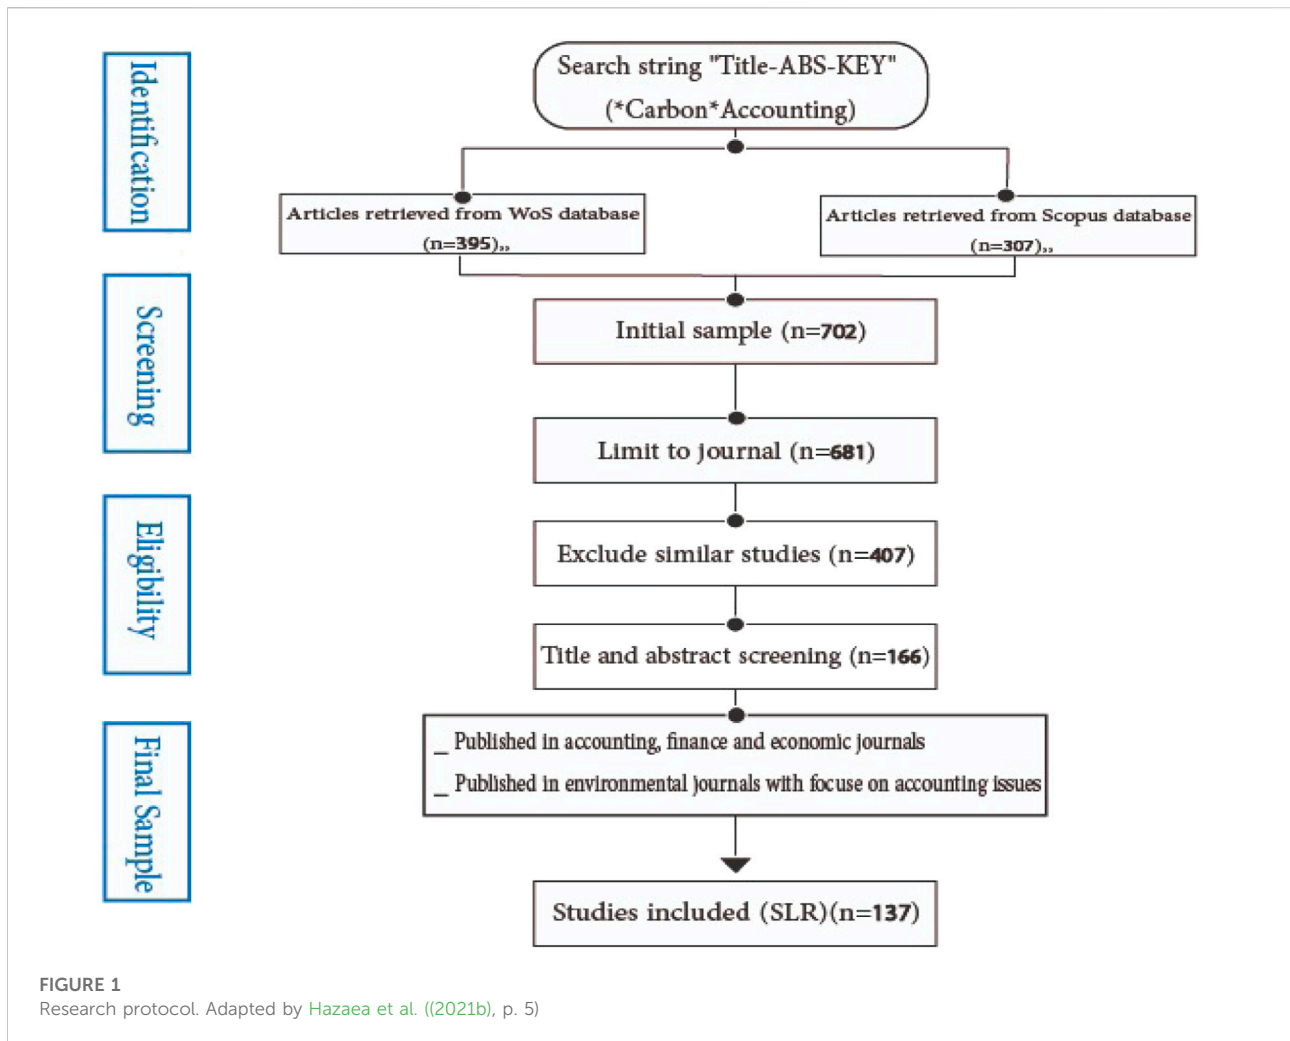 Identification
Search string "Title-ABS-KEY"
(*Carbon*Accounting)
Articles retrieved from WoS database
(n=395),,
Articles retrieved from Scopus database
(n=307),,
Screening
Initial sample (n=702)
Limit to journal (n=681)
Eligibility
Exclude similar studies (n=407)
Title and abstract screening (n=166)
Final Sample
_ Published in accounting, finance and economic journals
_ Published in environmental journals with focuse on accounting issues
Studies included (SLR)(n=137)
FIGURE 1
Research protocol. Adapted by Hazaea et al. ((2021b), p. 5)